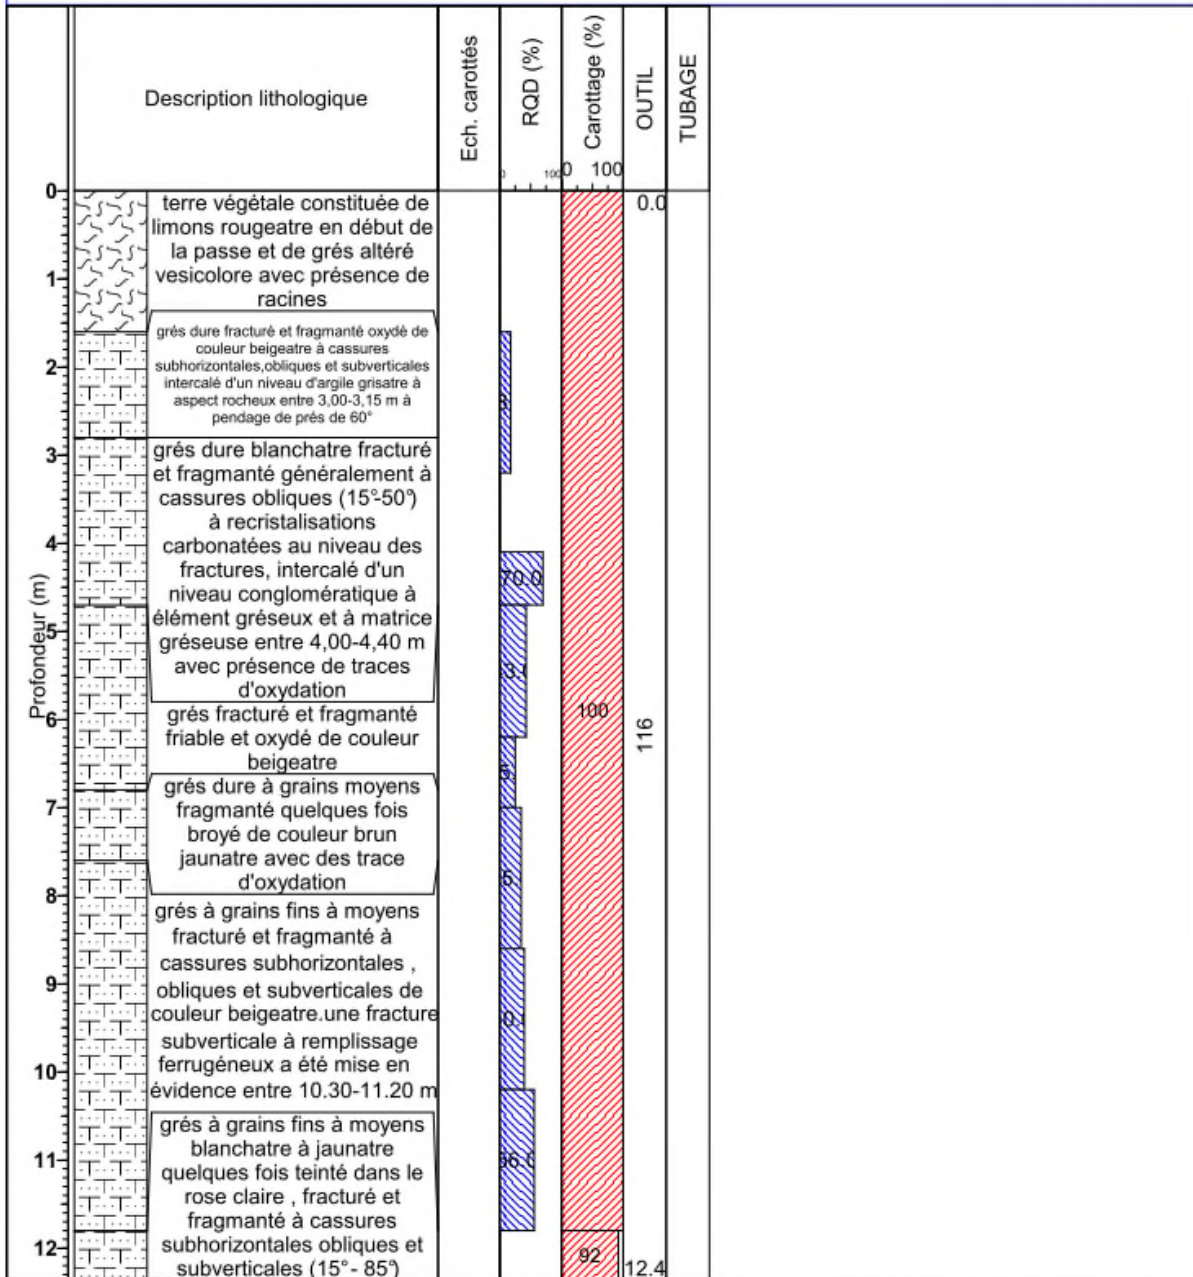 Description lithologique
Ech. carottés
RQD (%)
Carottage (%)
OUTIL
TUBAGE
0 100
0 100
Profondeur (m)
0
1
2
3
4
5
6
7
8
9
10
11
12
terre végétale constituée de
limons rougeatre en début de
la passe et de grés altéré
vesicolore avec présence de
racines
grés dure fracturé et fragmanté oxydé de
couleur beigeatre à cassures
subhorizontales,obliques et subverticales
intercalé d'un niveau d'argile grisatre à
aspect rocheux entre 3,00-3,15 m à
pendage de prés de 60°
grés dure blanchatre fracturé
et fragmanté généralement à
cassures obliques (15°-50°)
à recristalisations
carbonatées au niveau des
fractures, intercalé d'un
niveau conglomératique à
élément gréseux et à matrice
gréseuse entre 4,00-4,40 m
avec présence de traces
d'oxydation
grés fracturé et fragmanté
friable et oxydé de couleur
beigeatre
grés dure à grains moyens
fragmanté quelques fois
broyé de couleur brun
jaunatre avec des trace
d'oxydation
grés à grains fins à moyens
fracturé et fragmanté à
cassures subhorizontales ,
obliques et subverticales de
couleur beigeatre.une fracture
subverticale à remplissage
ferrugéneux a été mise en
évidence entre 10.30-11.20 m
grés à grains fins à moyens
blanchatre à jaunatre
quelques fois teinté dans le
rose claire , fracturé et
fragmanté à cassures
subhorizontales obliques et
subverticales (15°- 85°)
70.0
100
92
0.0
116
12.4